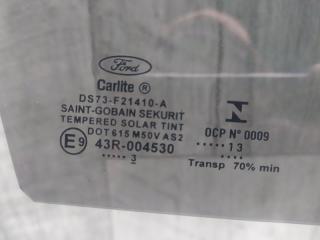 Ford
Carlite ®
DS73-F21410-A
SAINT-GOBAIN SEKURIT
TEMPERED SOLAR TINT
DOT 615 M50V AS2
E9 43R-004530
..... 3
N
OCP Nº 0009
..... 13 ....
Transp 70% min